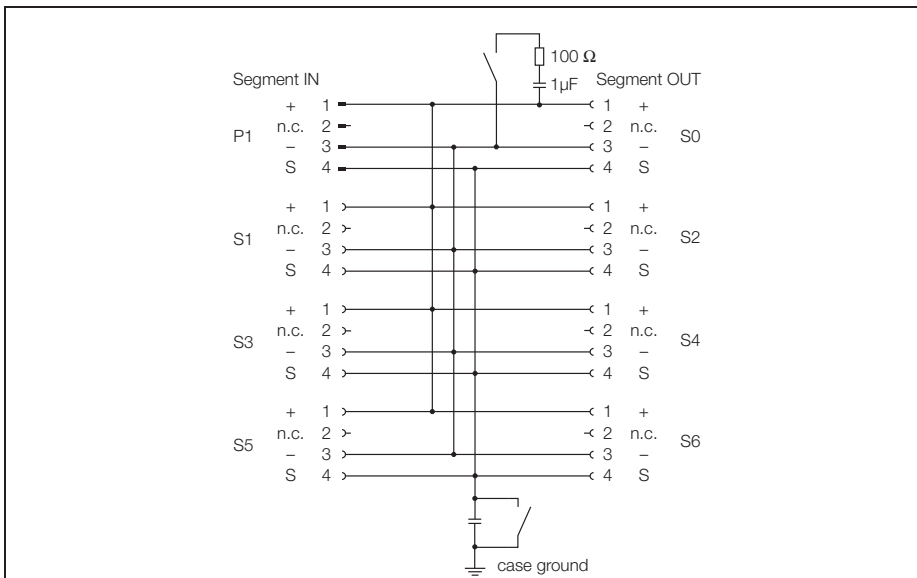 100 Ω
Segment IN 1µF Segment OUT
+ 1 1 +
n.c. 2 2 n.c.
P1 S0
– 3 3 –
S 4 4 S
+ 1 1 +
n.c. 2 2 n.c.
S1 S2
– 3 3 –
S 4 4 S
+ 1 1 +
n.c. 2 2 n.c.
S3 S4
– 3 3 –
S 4 4 S
+ 1 1 +
n.c. 2 2 n.c.
S5 S6
– 3 3 –
S 4 4 S
case ground